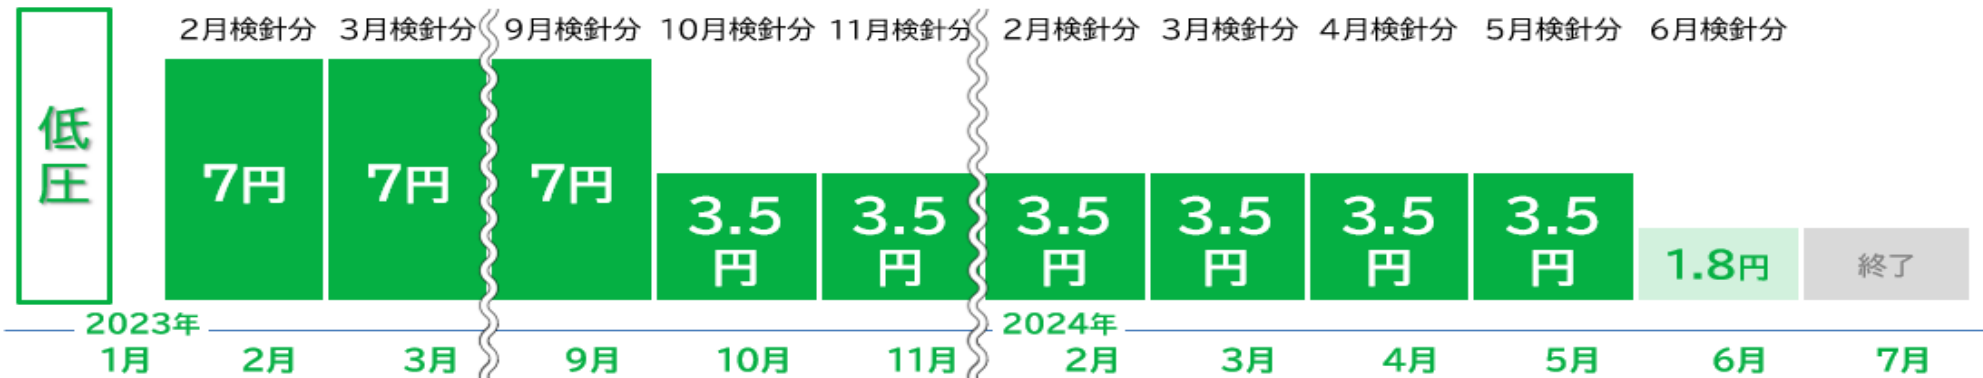 2月検針分 3月検針分 9月検針分 10月検針分 11月検針分 2月検針分 3月検針分 4月検針分 5月検針分 6月検針分
低圧
7円 7円 7円 3.5円 3.5円 3.5円 3.5円 3.5円 3.5円 1.8円 終了
2023年 2024年
1月 2月 3月 9月 10月 11月 2月 3月 4月 5月 6月 7月